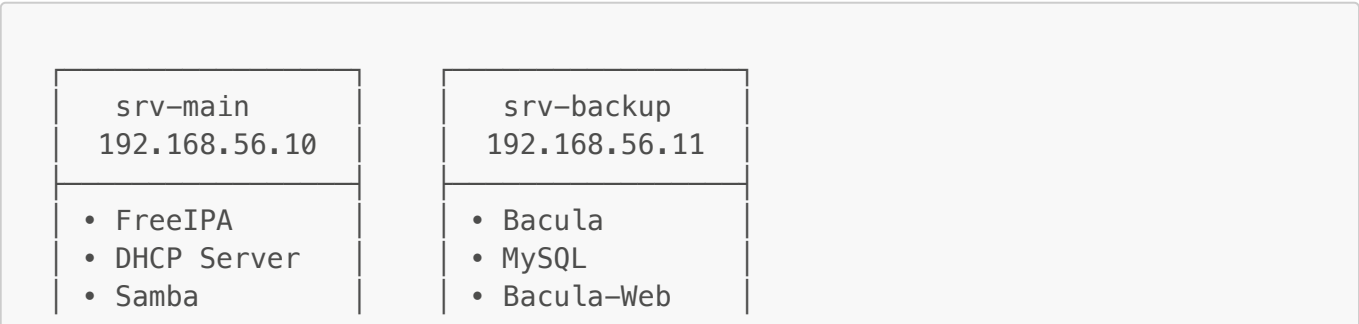 srv-main srv-backup
192.168.56.10 192.168.56.11
• FreeIPA • Bacula
• DHCP Server • MySQL
• Samba • Bacula-Web